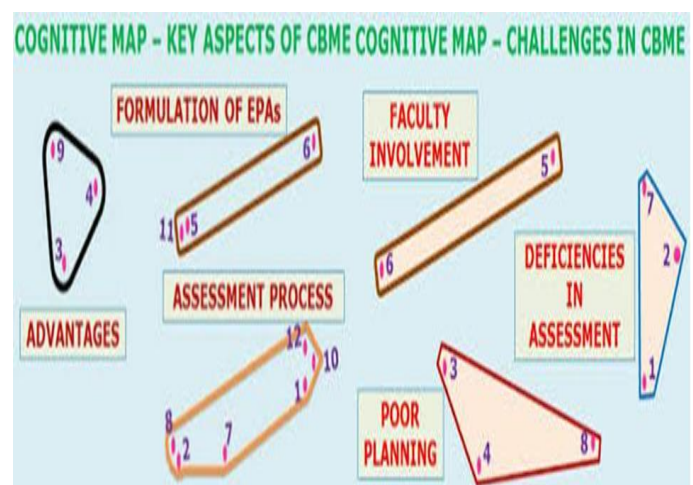 COGNITIVE MAP – KEY ASPECTS OF CBME
FORMULATION OF EPAs
9
4
3
6
11
5
ADVANTAGES
ASSESSMENT PROCESS
12
10
1
8
2
7
COGNITIVE MAP – CHALLENGES IN CBME
FACULTY
INVOLVEMENT
5
6
7
2
1
DEFICIENCIES
IN
ASSESSMENT
3
4
8
POOR
PLANNING